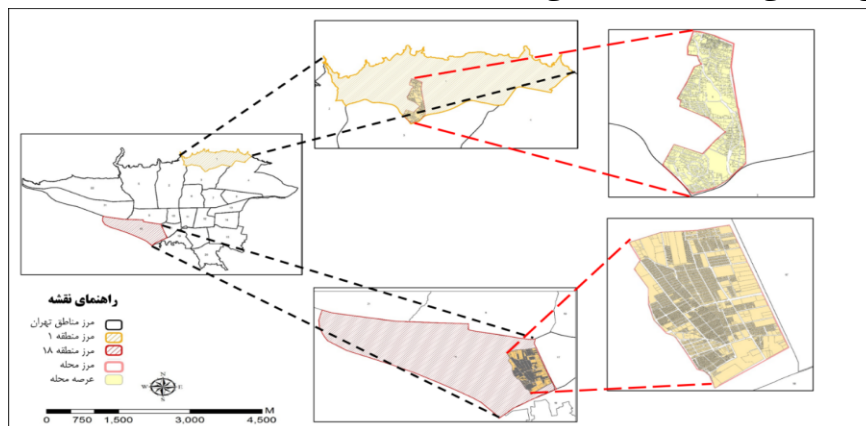 راهنمای نقشه
مرز مناطق تهران
مرز منطقه ۱
مرز منطقه ۱۸
مرز محله
عرصه محله
N
W E
S
M
0 750 1,500 3,000 4,500